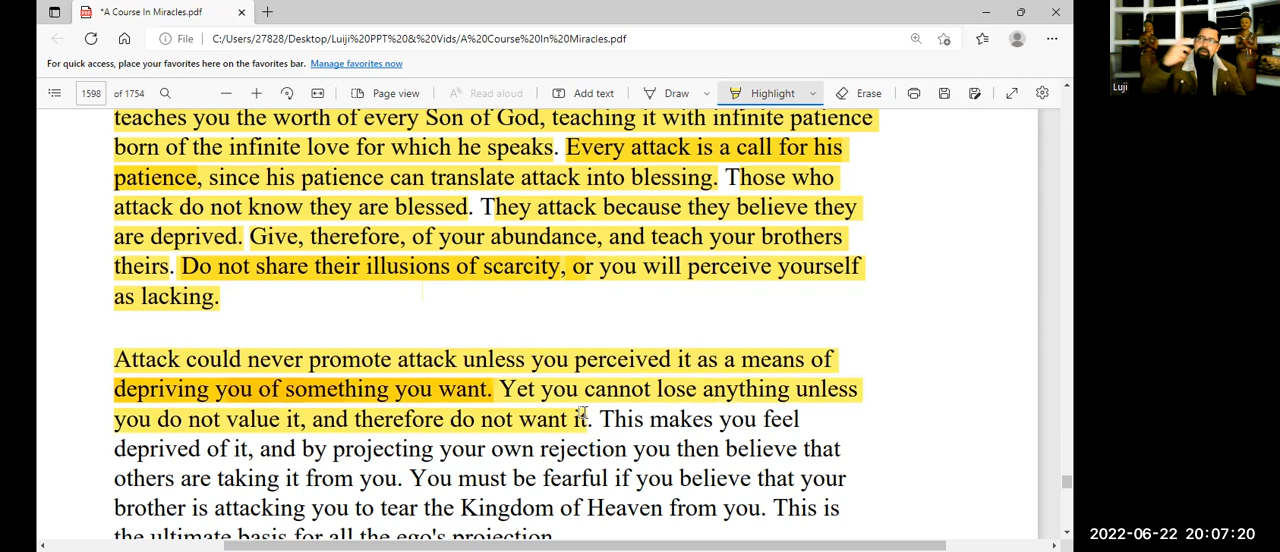 *A Course In Miracles.pdf
File C:/Users/27828/Desktop/Luiji%20PPT%20&%20Vids/A%20Course%20In%20Miracles.pdf
For quick access, place your favorites here on the favorites bar. Manage favorites now
1598 of 1754 Page view Read aloud Add text Draw Highlight Erase
teaches you the worth of every Son of God, teaching it with infinite patience
born of the infinite love for which he speaks. Every attack is a call for his
patience, since his patience can translate attack into blessing. Those who
attack do not know they are blessed. They attack because they believe they
are deprived. Give, therefore, of your abundance, and teach your brothers
theirs. Do not share their illusions of scarcity, or you will perceive yourself
as lacking.
Attack could never promote attack unless you perceived it as a means of
depriving you of something you want. Yet you cannot lose anything unless
you do not value it, and therefore do not want it. This makes you feel
deprived of it, and by projecting your own rejection you then believe that
others are taking it from you. You must be fearful if you believe that your
brother is attacking you to tear the Kingdom of Heaven from you. This is
the ultimate basis for all the ego's projection.
Luji
2022-06-22 20:07:20